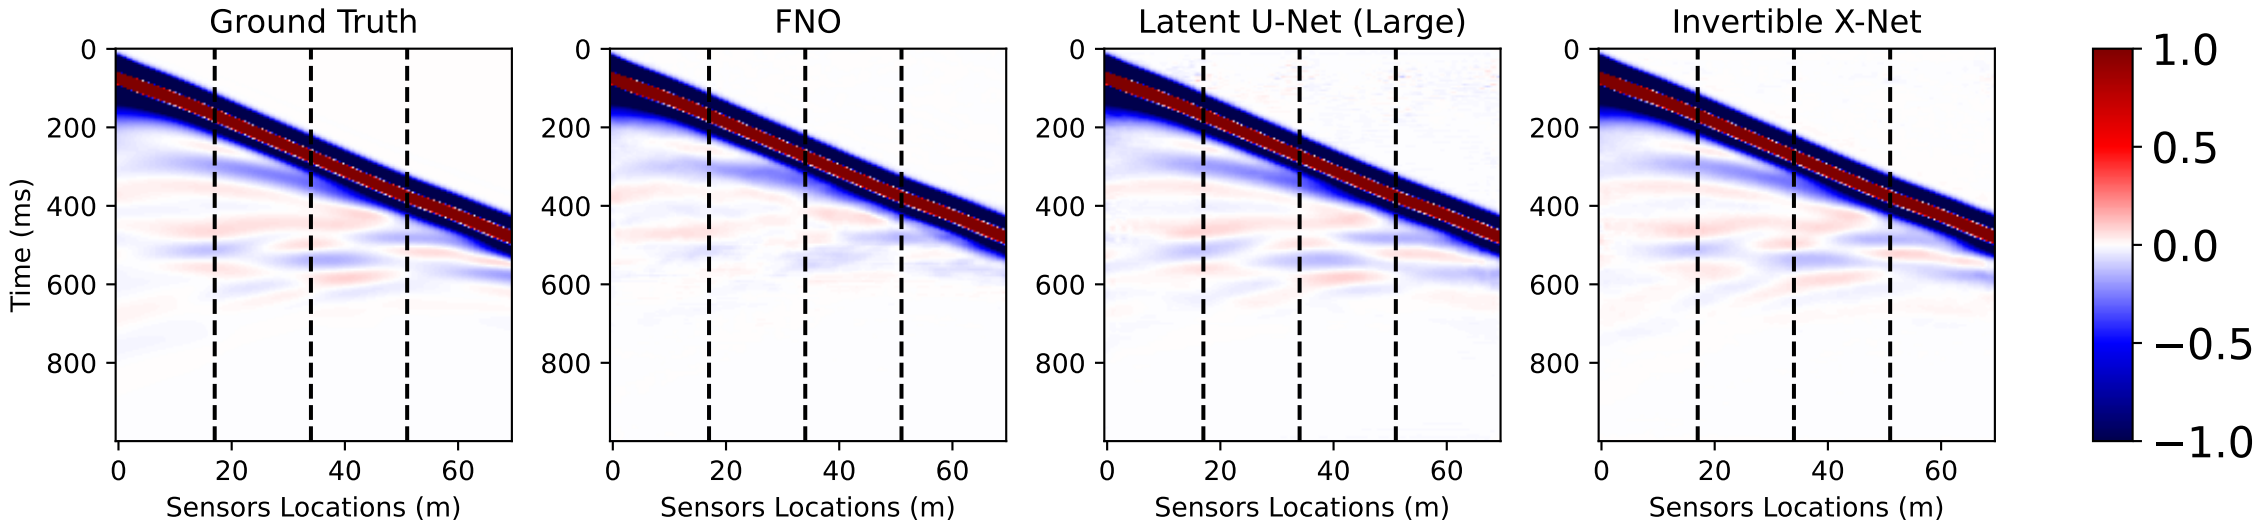 Ground Truth
FNO
Latent U-Net (Large)
Invertible X-Net
Time (ms)
0
200
400
600
800
0 20 40 60
Sensors Locations (m)
0
200
400
600
800
0 20 40 60
Sensors Locations (m)
0
200
400
600
800
0 20 40 60
Sensors Locations (m)
0
200
400
600
800
0 20 40 60
Sensors Locations (m)
1.0
0.5
0.0
−0.5
−1.0